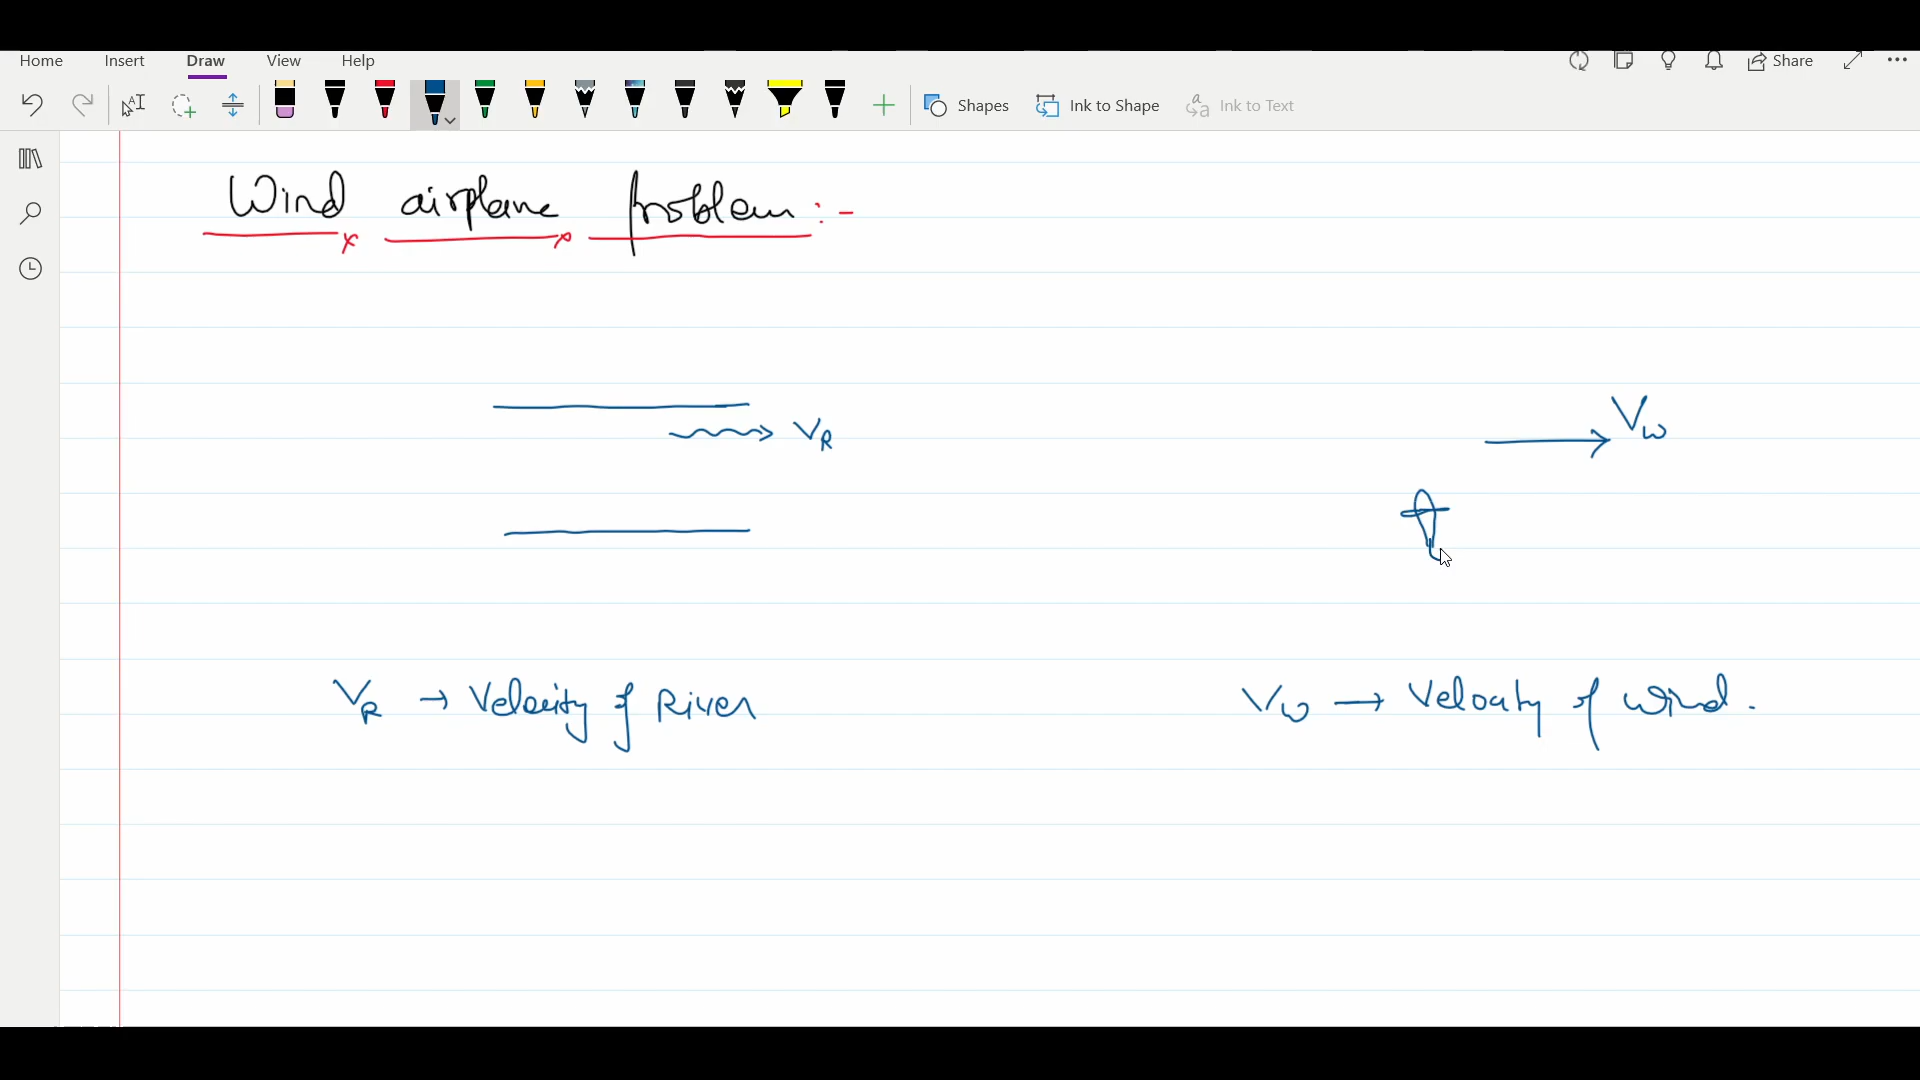 Home Insert Draw View Help Share
Shapes Ink to Shape Ink to Text
Wind airplane problem :-
VR
Vw
VR → Velocity of River
Vw → Velocity of wind.